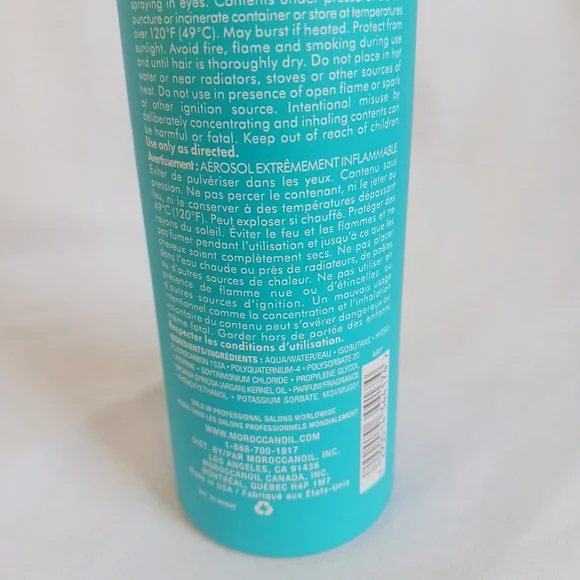 spraying in eyes. Contents under
puncture or incinerate container or store at temperatures
over 120°F (49°C). May burst if heated. Protect from
sunlight. Avoid fire, flame and smoking during use
and until hair is thoroughly dry. Do not place in hot
water or near radiators, stoves or other sources of
heat. Do not use in presence of open flame or spark
or other ignition source. Intentional misuse by
deliberately concentrating and inhaling contents can
be harmful or fatal. Keep out of reach of children.
Use only as directed.
Avertissement : AÉROSOL EXTRÊMEMENT INFLAMMABLE.
Éviter de pulvériser dans les yeux. Contenu sous
pression. Ne pas percer le contenant, ni le jeter au
feu, ni le conserver à des températures dépassant
49°C (120°F). Peut exploser si chauffé. Protéger des
rayons du soleil. Éviter le feu et les flammes et ne
pas fumer pendant l'utilisation et jusqu'à ce que les
cheveux soient complètement secs. Ne pas placer
dans l'eau chaude ou près de radiateurs, de poêles
ou d'autres sources de chaleur. Ne pas utiliser en
présence de flamme nue ou d'étincelles ou
d'autres sources d'ignition. Un mauvais usage
intentionnel comme la concentration et l'inhalation
volontaire du contenu peut s'avérer dangereux ou
même fatal. Garder hors de portée des enfants.
Respecter les conditions d'utilisation.
INGREDIENTS/INGRÉDIENTS : AQUA/WATER/EAU • ISOBUTANE • HYDRO-
FLUOROCARBON 152A • POLYQUATERNIUM-4 • POLYSORBATE 20
• SOYTRIMONIUM CHLORIDE • PROPYLENE GLYCOL
SPINOSA (ARGAN) KERNEL OIL • PARFUM/FRAGRANCE
• POTASSIUM SORBATE. MOVMUS01
SOLD IN PROFESSIONAL SALONS WORLDWIDE
VENDU DANS LES SALONS PROFESSIONNELS MONDIALEMENT
WWW.MOROCCANOIL.COM
1-888-700-1817
DIST. BY/PAR MOROCCANOIL, INC.
LOS ANGELES, CA 91436
MOROCCANOIL CANADA, INC.
MONTRÉAL, QUÉBEC H4P 1M7
Made in USA / Fabriqué aux États-Unis